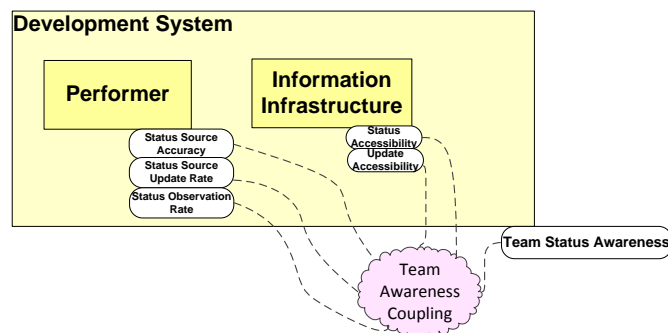 Development System
Performer
Information
Infrastructure
Status Source
Accuracy
Status Source
Update Rate
Status Observation
Rate
Status
Accessibility
Update
Accessibility
Team Status Awareness
Team
Awareness
Coupling